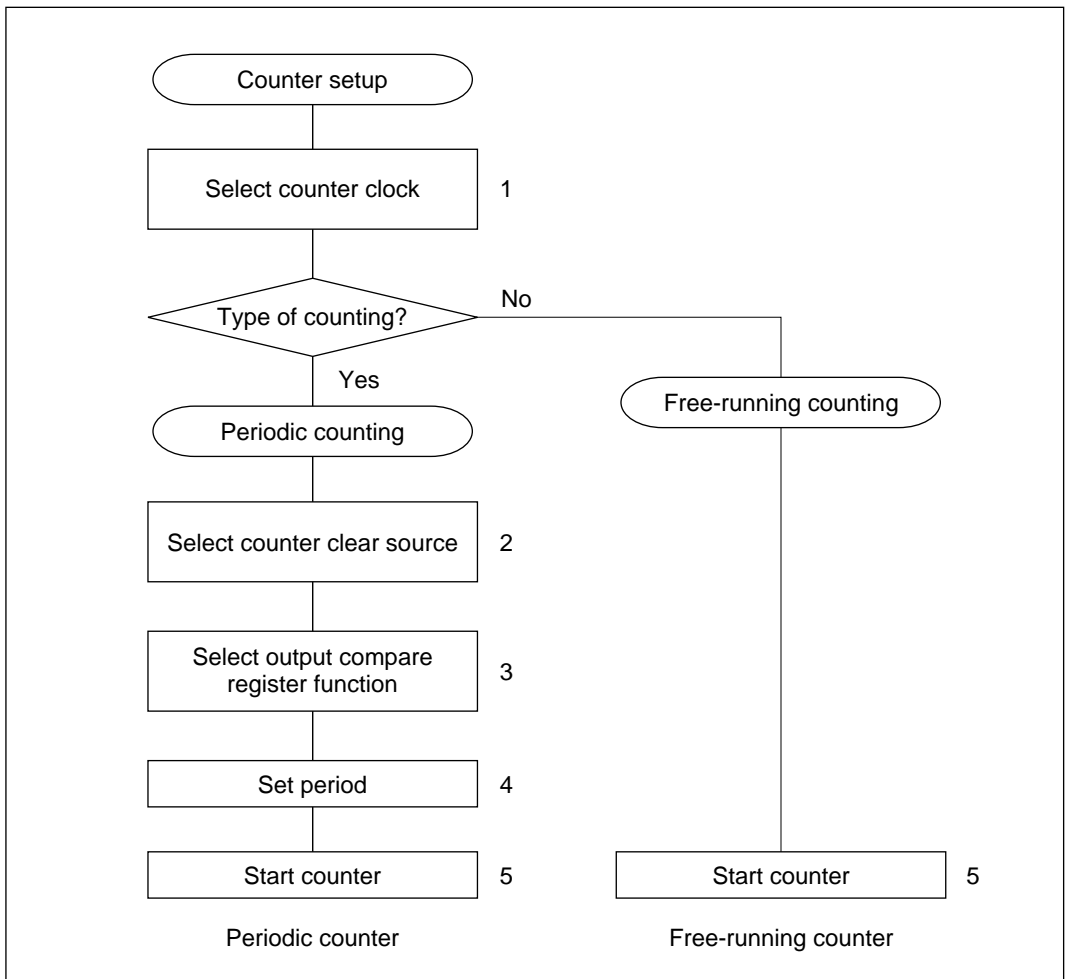 Counter setup
Select counter clock
1
Type of counting?
No
Yes
Periodic counting
Free-running counting
Select counter clear source
2
Select output compare
register function
3
Set period
4
Start counter
5
Start counter
5
Periodic counter
Free-running counter